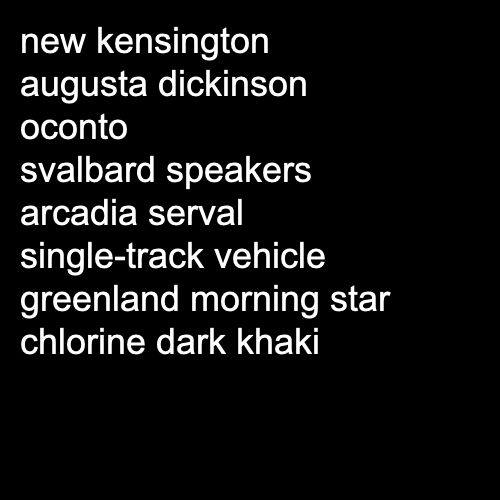 new kensington
augusta dickinson
oconto
svalbard speakers
arcadia serval
single-track vehicle
greenland morning star
chlorine dark khaki